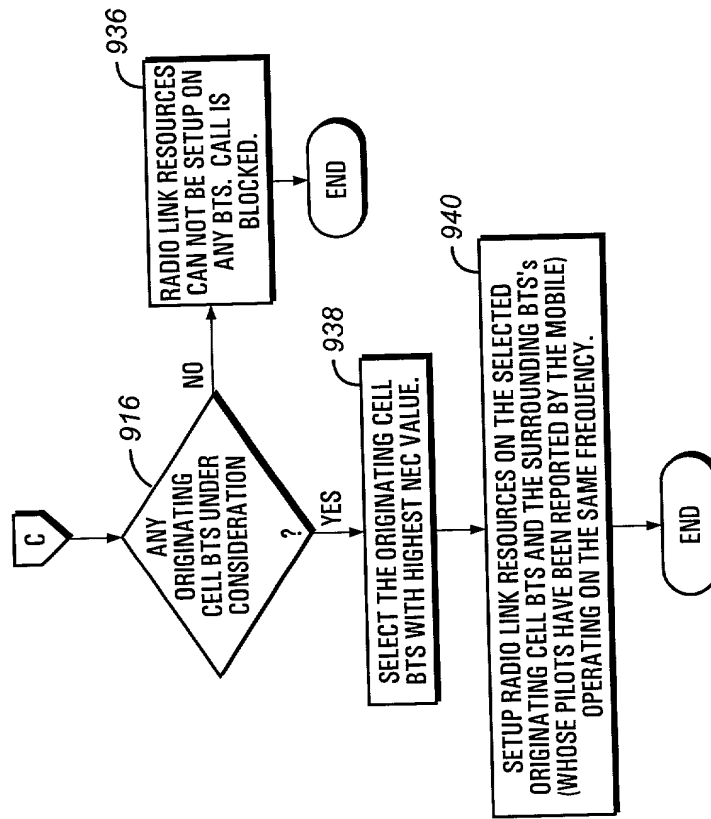 C
916
ANY
ORIGINATING
CELL BTS UNDER
CONSIDERATION
?
NO
936
RADIO LINK RESOURCES
CAN NOT BE SETUP ON
ANY BTS. CALL IS
BLOCKED.
END
YES
938
SELECT THE ORIGINATING CELL
BTS WITH HIGHEST NEC VALUE.
940
SETUP RADIO LINK RESOURCES ON THE SELECTED
ORIGINATING CELL BTS AND THE SURROUNDING BTS's
(WHOSE PILOTS HAVE BEEN REPORTED BY THE MOBILE)
OPERATING ON THE SAME FREQUENCY.
END